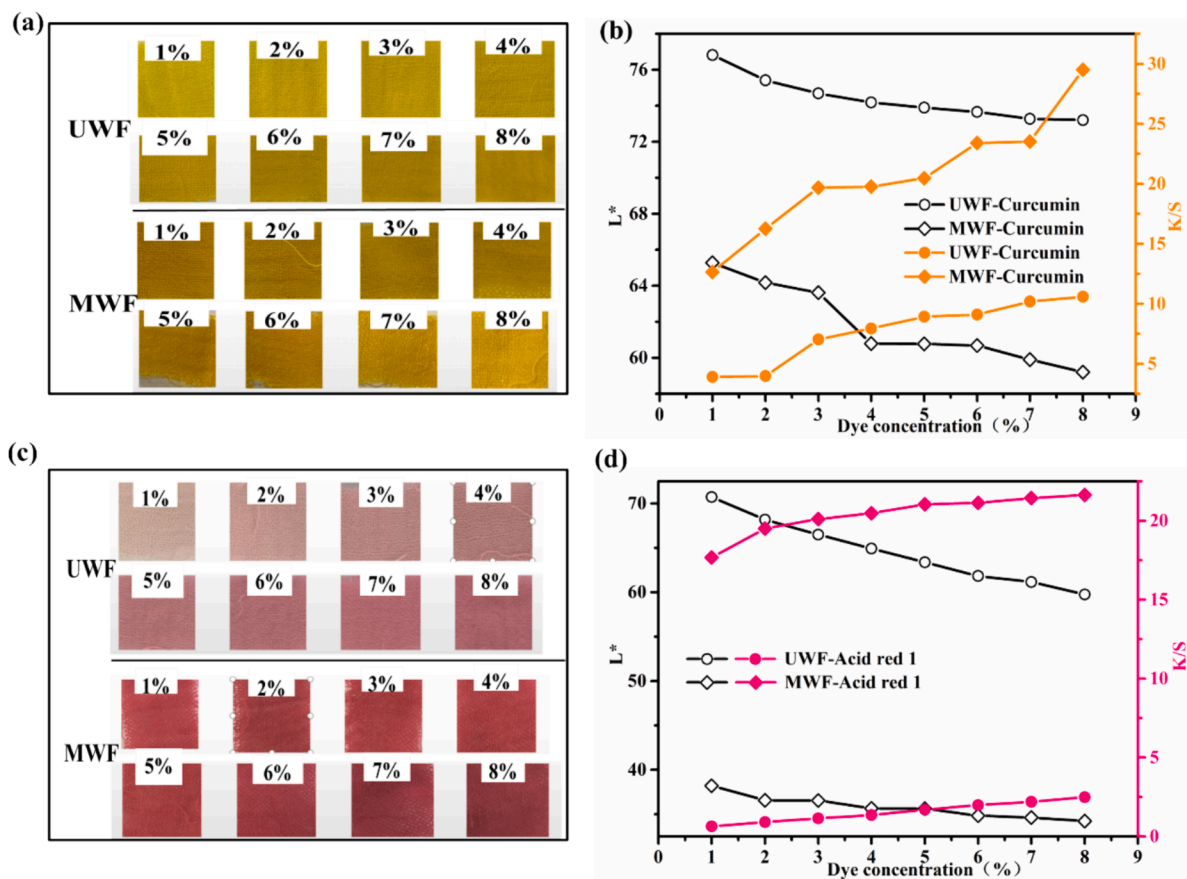 (a)
1% 2% 3% 4%
UWF
5% 6% 7% 8%
1% 2% 3% 4%
MWF
5% 6% 7% 8%
(b)
76
72
68
64
60
L*
30
25
20
15
10
5
K/S
UWF-Curcumin
MWF-Curcumin
UWF-Curcumin
MWF-Curcumin
0 1 2 3 4 5 6 7 8 9
Dye concentration（%）
(c)
1% 2% 3% 4%
UWF
5% 6% 7% 8%
1% 2% 3% 4%
MWF
5% 6% 7% 8%
(d)
70
60
50
40
L*
20
15
10
5
0
K/S
UWF-Acid red 1
MWF-Acid red 1
0 1 2 3 4 5 6 7 8 9
Dye concentration（%）